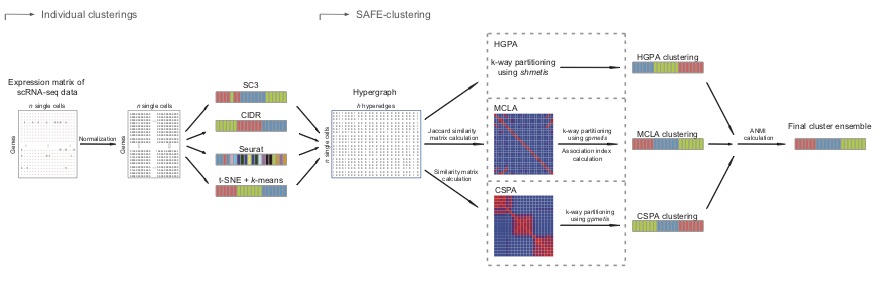 Individual clusterings
SAFE-clustering
Expression matrix of
scRNA-seq data
n single cells
Genes
Normalization
n single cells
Genes
SC3
CIDR
Seurat
t-SNE + k-means
Hypergraph
h hyperedges
n single cells
Jaccard similarity
matrix calculation
Similarity matrix
calculation
HGPA
k-way partitioning
using shmetis
MCLA
k-way partitioning
using gpmetis
Association index
calculation
CSPA
k-way partitioning
using gpmetis
HGPA clustering
MCLA clustering
CSPA clustering
ANMI
calculation
Final cluster ensemble